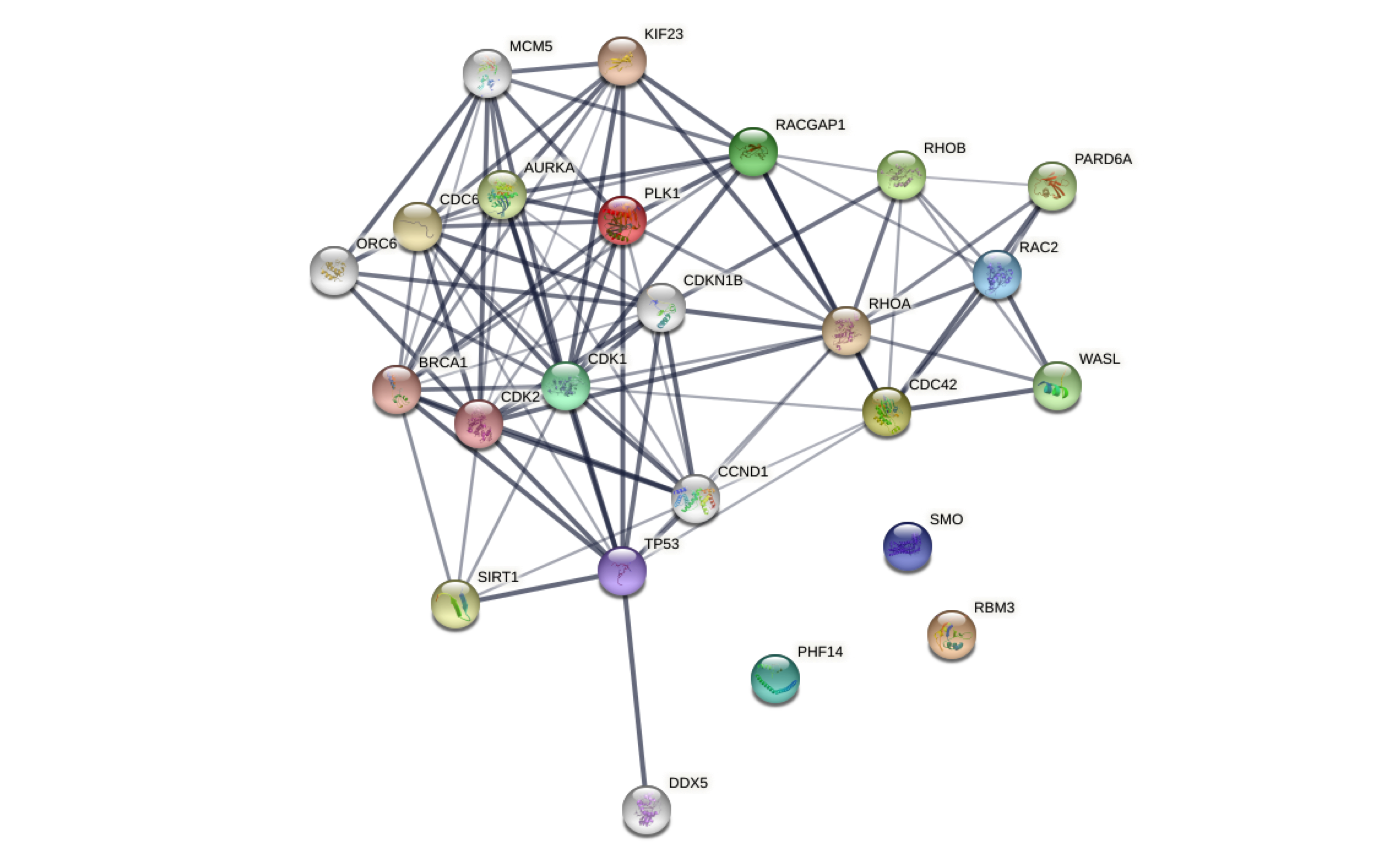 KIF23
MCM5
RACGAP1
RHOB
PARD6A
AURKA
PLK1
CDC6
ORC6
RAC2
CDKN1B
RHOA
CDK1
WASL
BRCA1
CDC42
CDK2
CCND1
SMO
TP53
SIRT1
RBM3
PHF14
DDX5